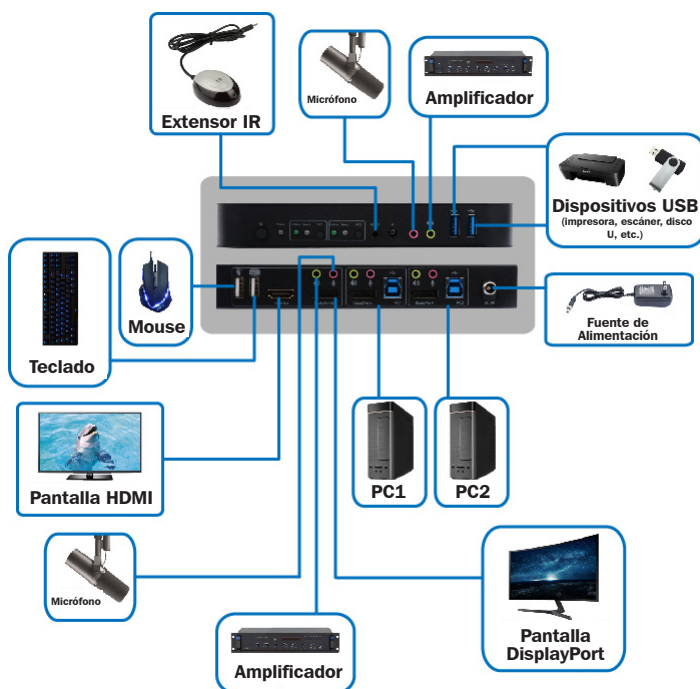 Extensor IR
Micrófono
Amplificador
Dispositivos USB
(impresora, escáner, disco
U, etc.)
Fuente de
Alimentación
Teclado
Mouse
Pantalla HDMI
PC1
PC2
Micrófono
Amplificador
Pantalla
DisplayPort